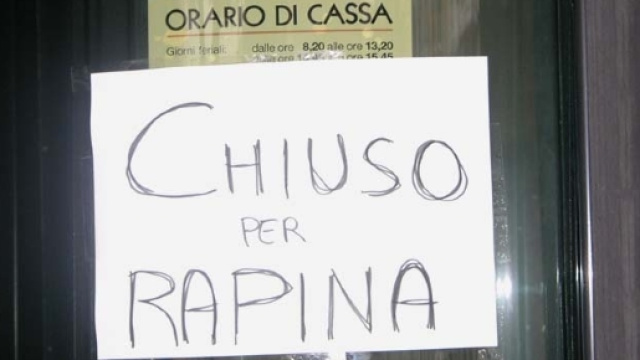 ORARIO DI CASSA
Giorni feriali: dalle ore 8,20 alle ore 13,20
15,45
CHIUSO
PER
RAPINA